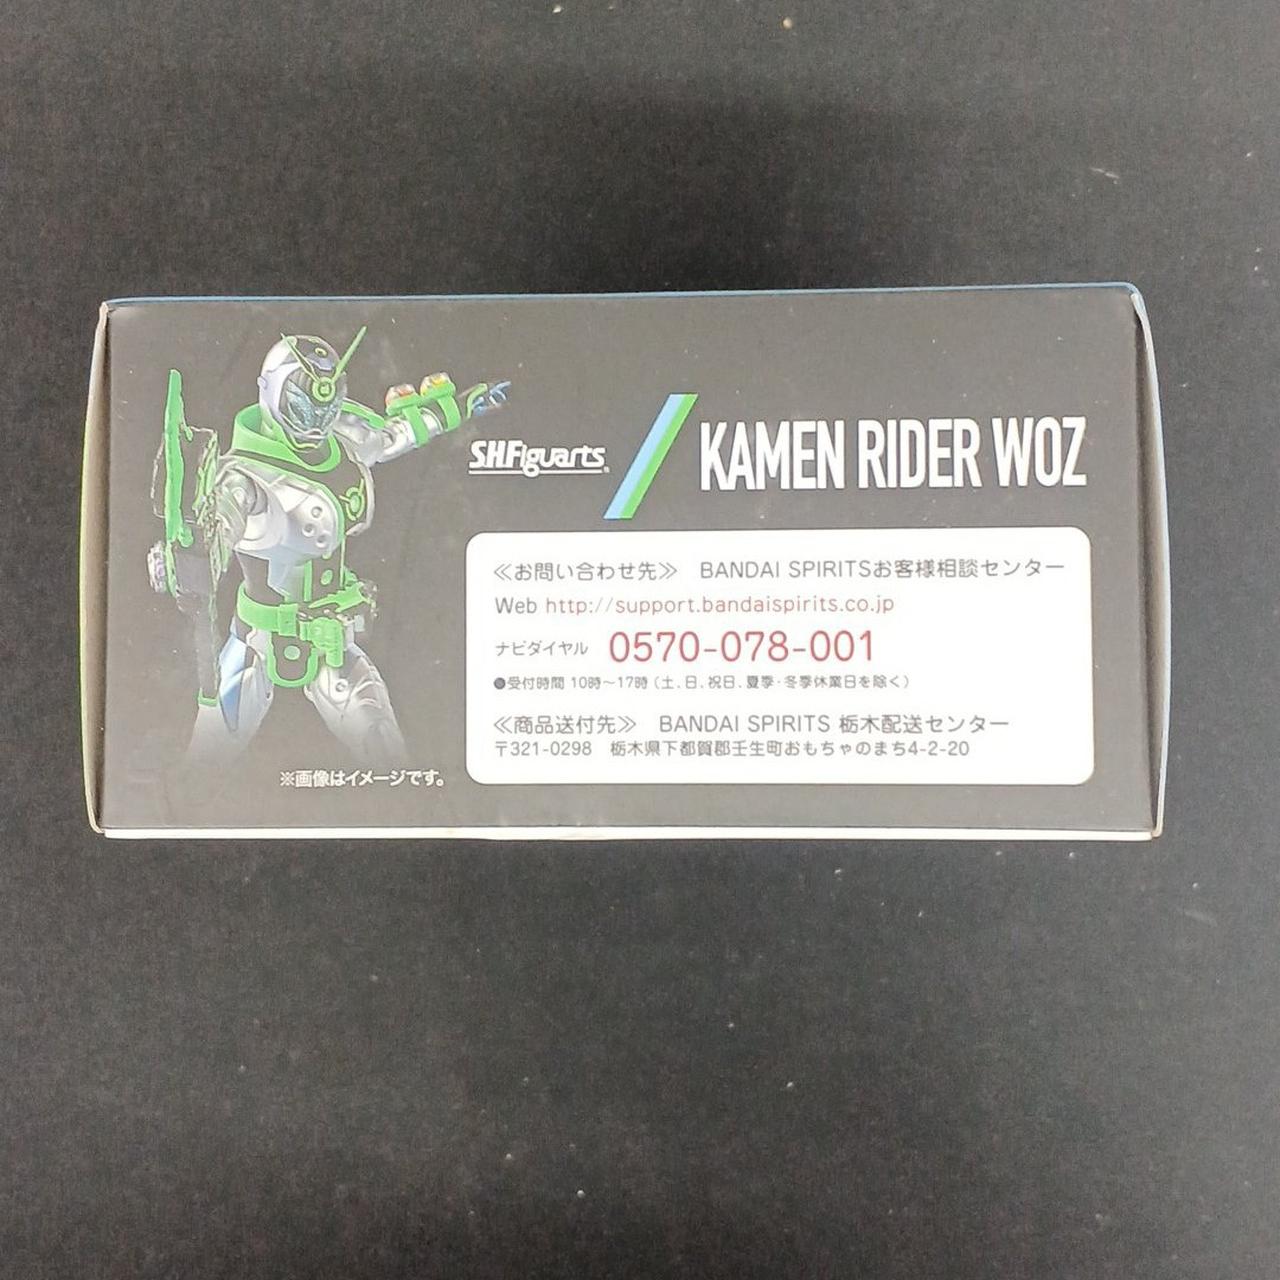 S.H.Figuarts
KAMEN RIDER WOZ
≪お問い合わせ先≫ BANDAI SPIRITSお客様相談センター
Web http://support.bandaispirits.co.jp
ナビダイヤル 0570-078-001
●受付時間 10時～17時（土、日、祝日、夏季・冬季休業日を除く）
≪商品送付先≫ BANDAI SPIRITS 栃木配送センター
〒321-0298 栃木県下都賀郡壬生町おもちゃのまち4-2-20
※画像はイメージです。